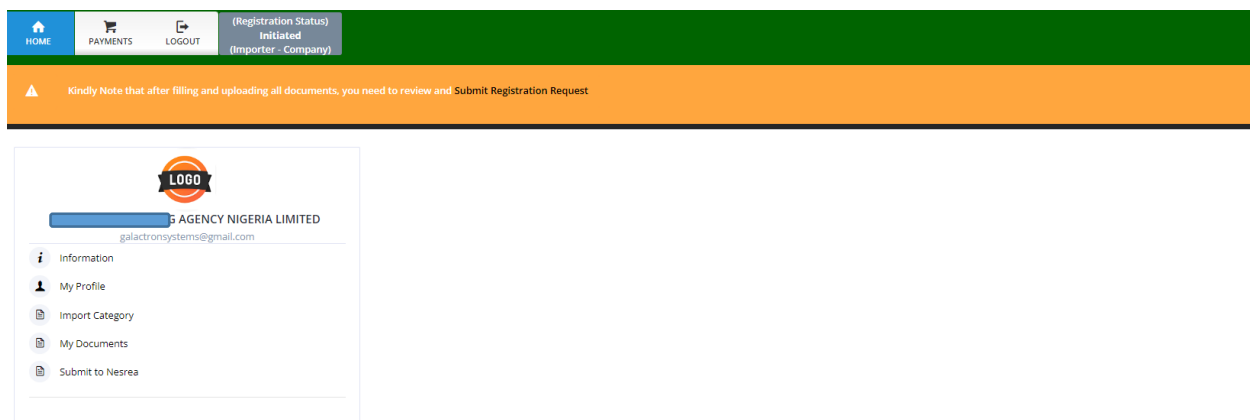 HOME
PAYMENTS
LOGOUT
(Registration Status)
Initiated
(Importer - Company)
Kindly Note that after filling and uploading all documents, you need to review and Submit Registration Request
LOGO
AGENCY NIGERIA LIMITED
galactronsystems@gmail.com
Information
My Profile
Import Category
My Documents
Submit to Nesrea